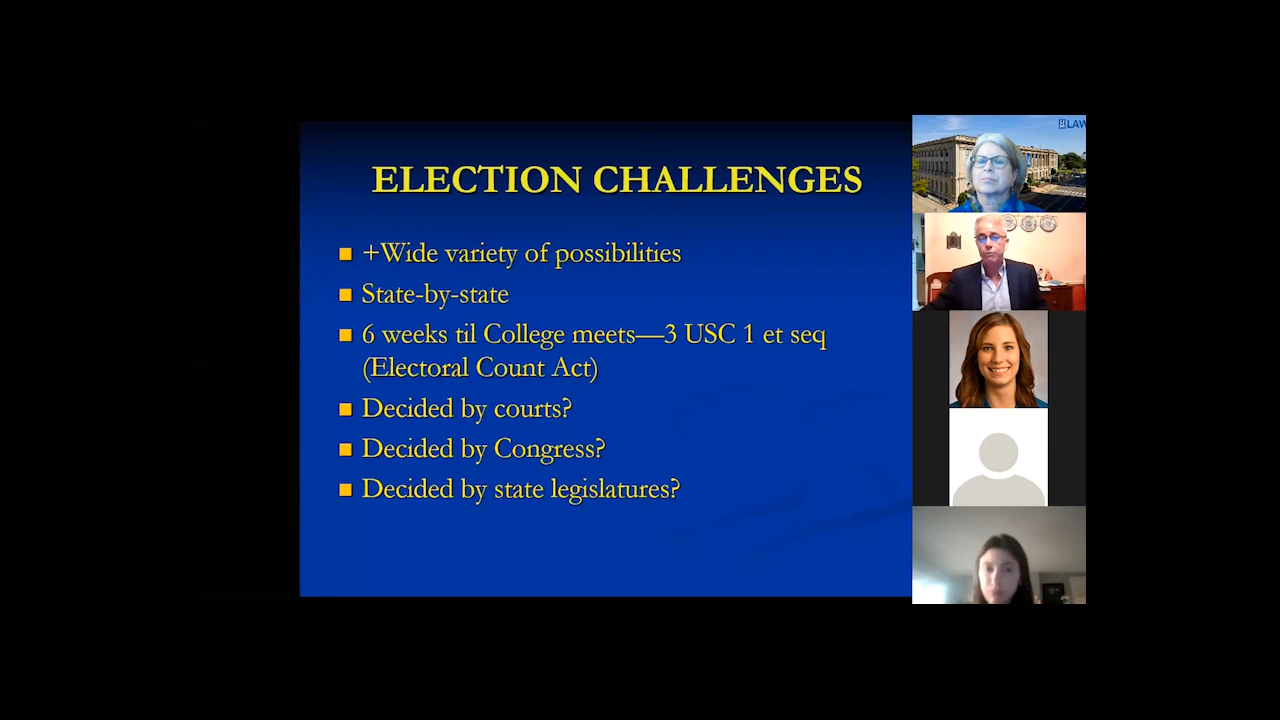 ELECTION CHALLENGES
+Wide variety of possibilities
State-by-state
6 weeks til College meets—3 USC 1 et seq
(Electoral Count Act)
Decided by courts?
Decided by Congress?
Decided by state legislatures?
LAW